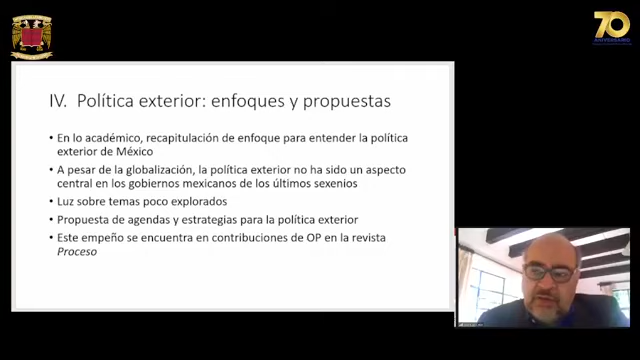 70
ANIVERSARIO
IV. Política exterior: enfoques y propuestas
• En lo académico, recapitulación de enfoque para entender la política
exterior de México
• A pesar de la globalización, la política exterior no ha sido un aspecto
central en los gobiernos mexicanos de los últimos sexenios
• Luz sobre temas poco explorados
• Propuesta de agendas y estrategias para la política exterior
• Este empeño se encuentra en contribuciones de OP en la revista
Proceso